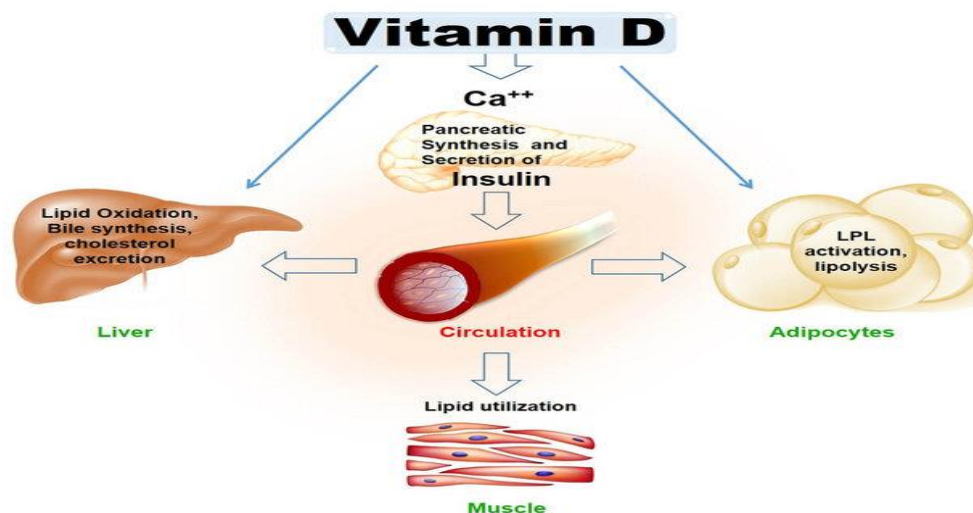 Vitamin D
Ca++
Pancreatic
Synthesis and
Secretion of
Insulin
Lipid Oxidation,
Bile synthesis,
cholesterol
excretion
LPL
activation,
lipolysis
Liver
Circulation
Adipocytes
Lipid utilization
Muscle